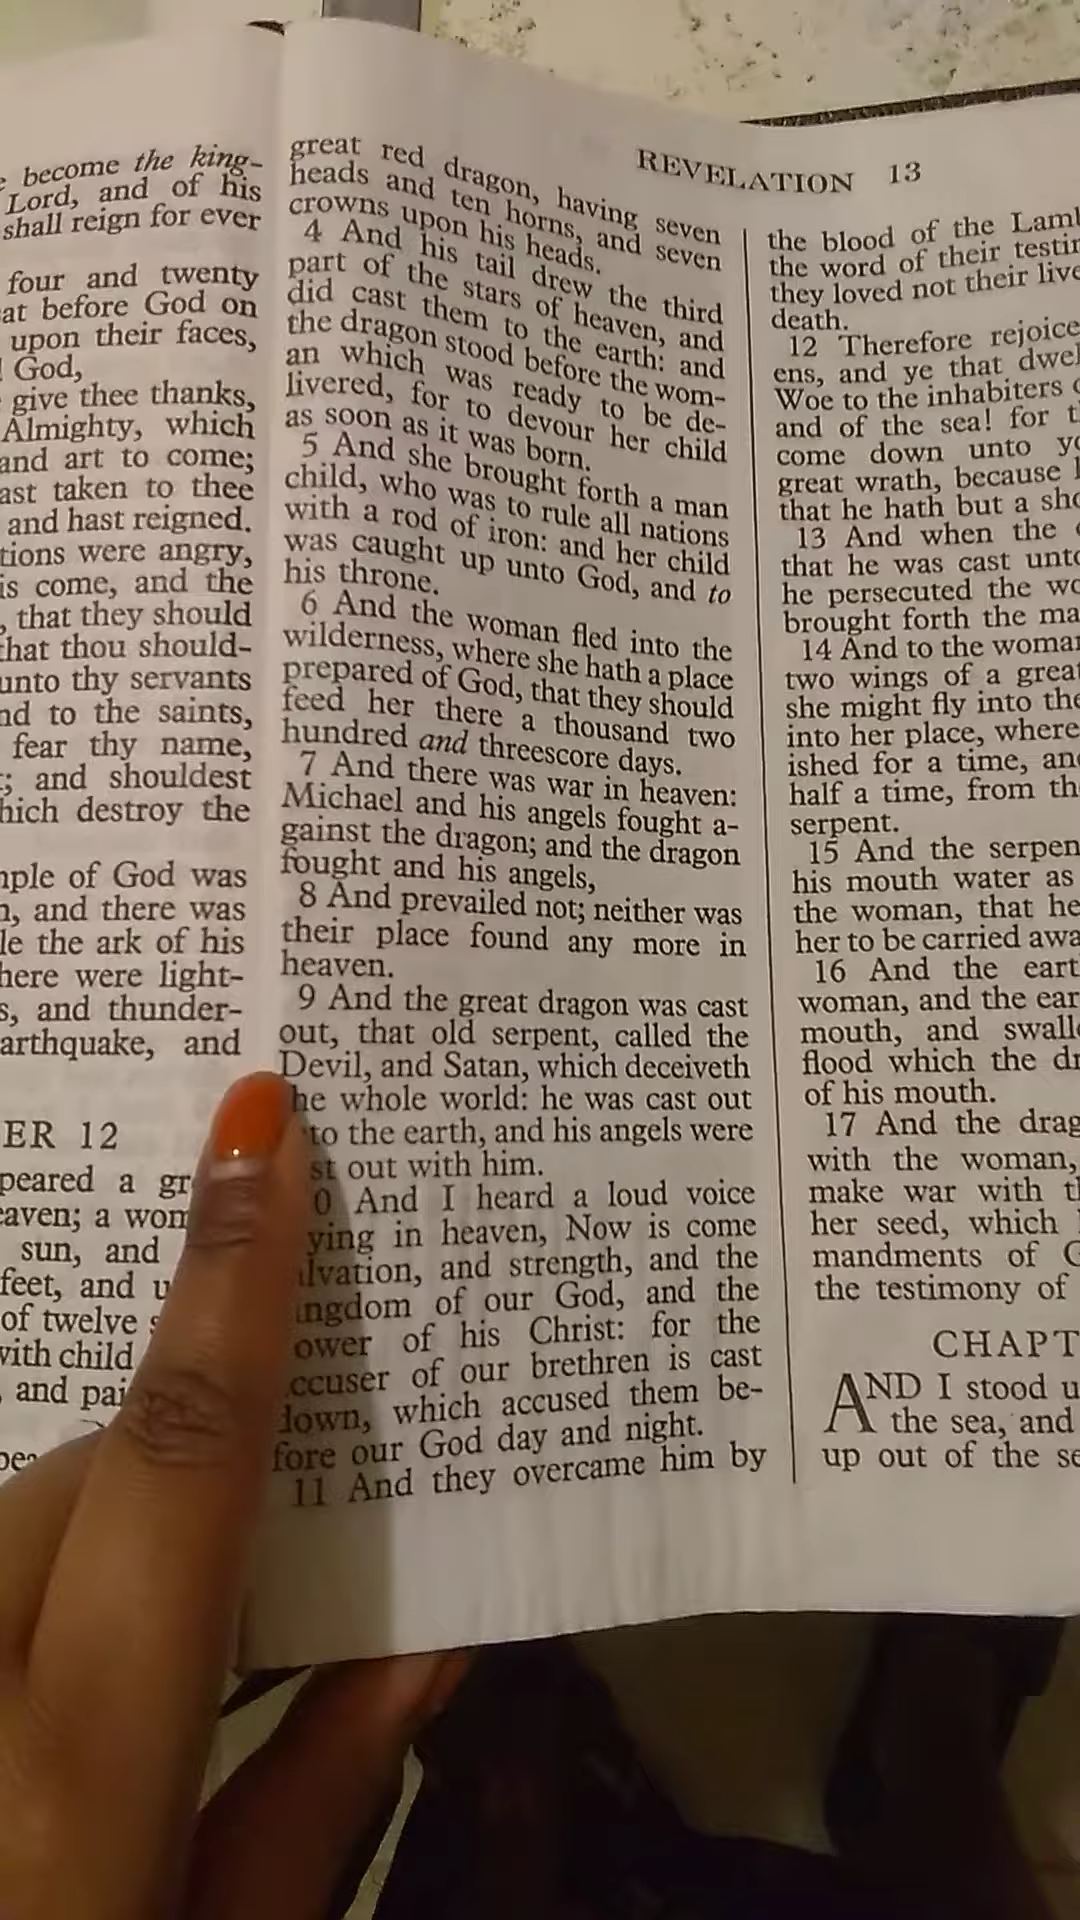 become the king-
Lord, and of his
shall reign for ever
four and twenty
at before God on
upon their faces,
God,
give thee thanks,
Almighty, which
and art to come;
ast taken to thee
and hast reigned.
tions were angry,
is come, and the
, that they should
that thou should-
unto thy servants
nd to the saints,
fear thy name,
; and shouldest
hich destroy the
mple of God was
, and there was
le the ark of his
here were light-
s, and thunder-
arthquake, and
ER 12
peared a gr
eaven; a wom
sun, and
feet, and u
of twelve s
with child
, and pai
REVELATION 13
great red dragon, having seven
heads and ten horns, and seven
crowns upon his heads.
4 And his tail drew the third
part of the stars of heaven, and
did cast them to the earth: and
the dragon stood before the wom-
an which was ready to be de-
livered, for to devour her child
as soon as it was born.
5 And she brought forth a man
child, who was to rule all nations
with a rod of iron: and her child
was caught up unto God, and to
his throne.
6 And the woman fled into the
wilderness, where she hath a place
prepared of God, that they should
feed her there a thousand two
hundred and threescore days.
7 And there was war in heaven:
Michael and his angels fought a-
gainst the dragon; and the dragon
fought and his angels,
8 And prevailed not; neither was
their place found any more in
heaven.
9 And the great dragon was cast
out, that old serpent, called the
Devil, and Satan, which deceiveth
he whole world: he was cast out
to the earth, and his angels were
st out with him.
0 And I heard a loud voice
ying in heaven, Now is come
lvation, and strength, and the
ingdom of our God, and the
ower of his Christ: for the
ccuser of our brethren is cast
down, which accused them be-
fore our God day and night.
11 And they overcame him by
the blood of the Lamb
the word of their testi
they loved not their live
death.
12 Therefore rejoice
ens, and ye that dwel
Woe to the inhabiters
and of the sea! for t
come down unto yo
great wrath, because
that he hath but a sho
13 And when the
that he was cast unto
he persecuted the wo
brought forth the ma
14 And to the woman
two wings of a great
she might fly into the
into her place, where
ished for a time, and
half a time, from th
serpent.
15 And the serpen
his mouth water as
the woman, that he
her to be carried awa
16 And the eart
woman, and the ear
mouth, and swall
flood which the dr
of his mouth.
17 And the drag
with the woman,
make war with t
her seed, which
mandments of G
the testimony of
CHAPT
AND I stood u
the sea, and
up out of the se